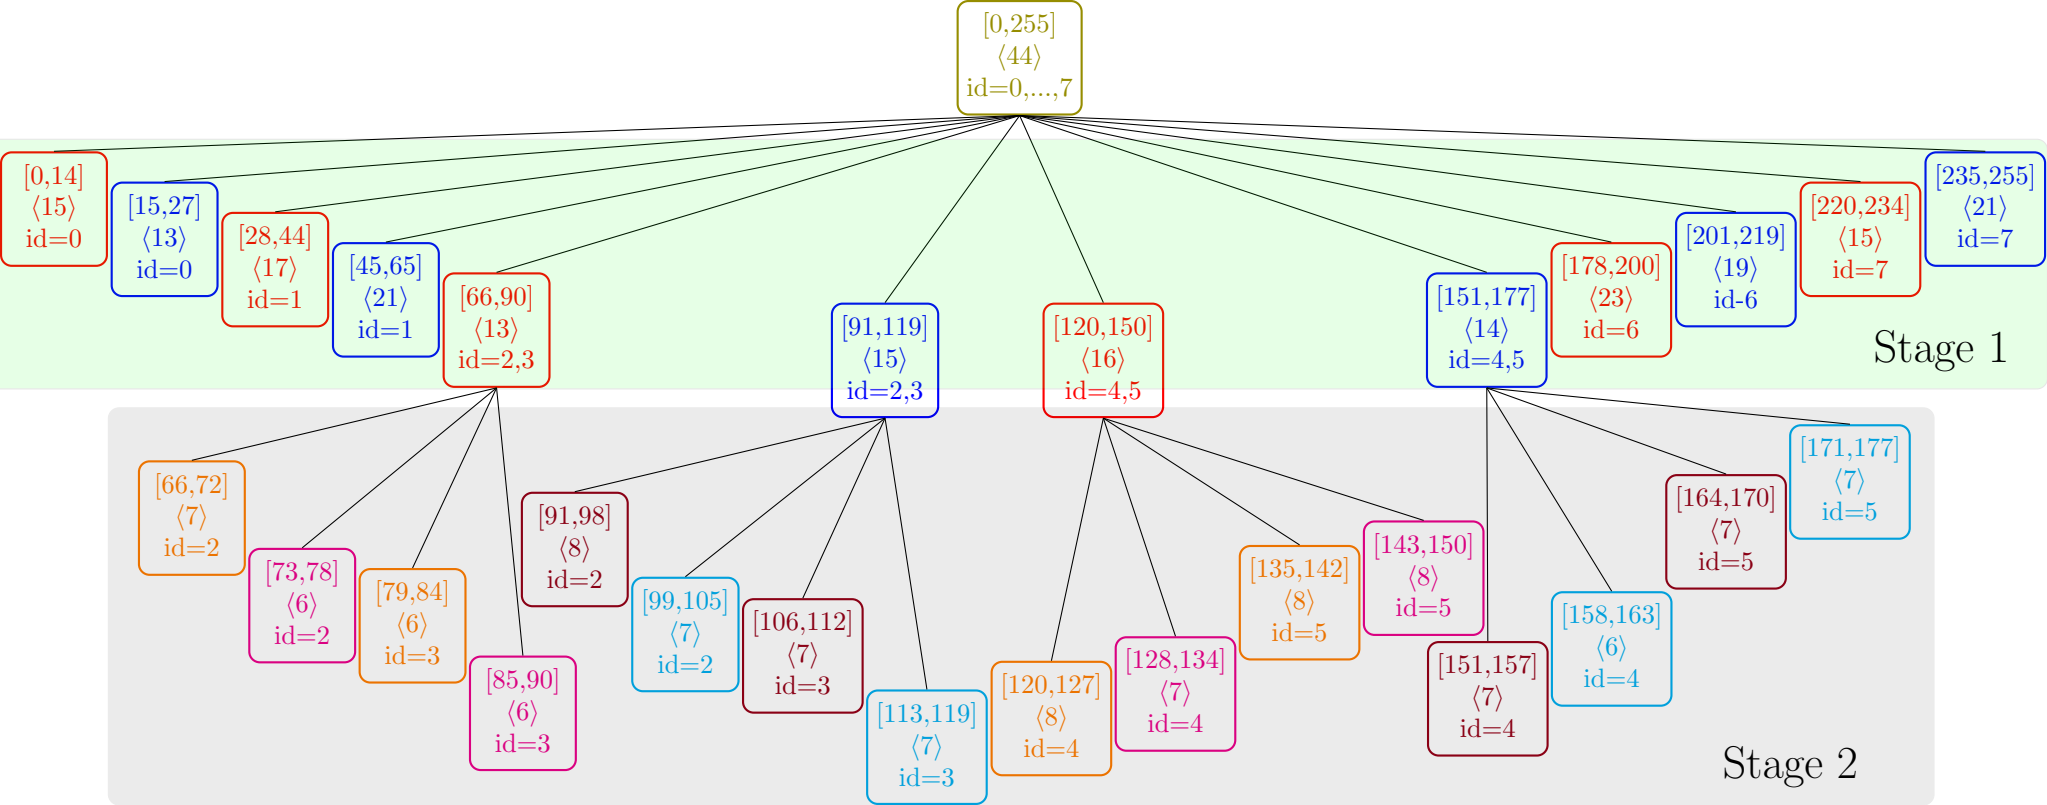 [0,255]
⟨44⟩
id=0,...,7
[0,14]
⟨15⟩
id=0
[15,27]
⟨13⟩
id=0
[28,44]
⟨17⟩
id=1
[45,65]
⟨21⟩
id=1
[66,90]
⟨13⟩
id=2,3
[91,119]
⟨15⟩
id=2,3
[120,150]
⟨16⟩
id=4,5
[151,177]
⟨14⟩
id=4,5
[178,200]
⟨23⟩
id=6
[201,219]
⟨19⟩
id-6
[220,234]
⟨15⟩
id=7
[235,255]
⟨21⟩
id=7
Stage 1
[66,72]
⟨7⟩
id=2
[73,78]
⟨6⟩
id=2
[79,84]
⟨6⟩
id=3
[85,90]
⟨6⟩
id=3
[91,98]
⟨8⟩
id=2
[99,105]
⟨7⟩
id=2
[106,112]
⟨7⟩
id=3
[113,119]
⟨7⟩
id=3
[120,127]
⟨8⟩
id=4
[128,134]
⟨7⟩
id=4
[135,142]
⟨8⟩
id=5
[143,150]
⟨8⟩
id=5
[151,157]
⟨7⟩
id=4
[158,163]
⟨6⟩
id=4
[164,170]
⟨7⟩
id=5
[171,177]
⟨7⟩
id=5
Stage 2